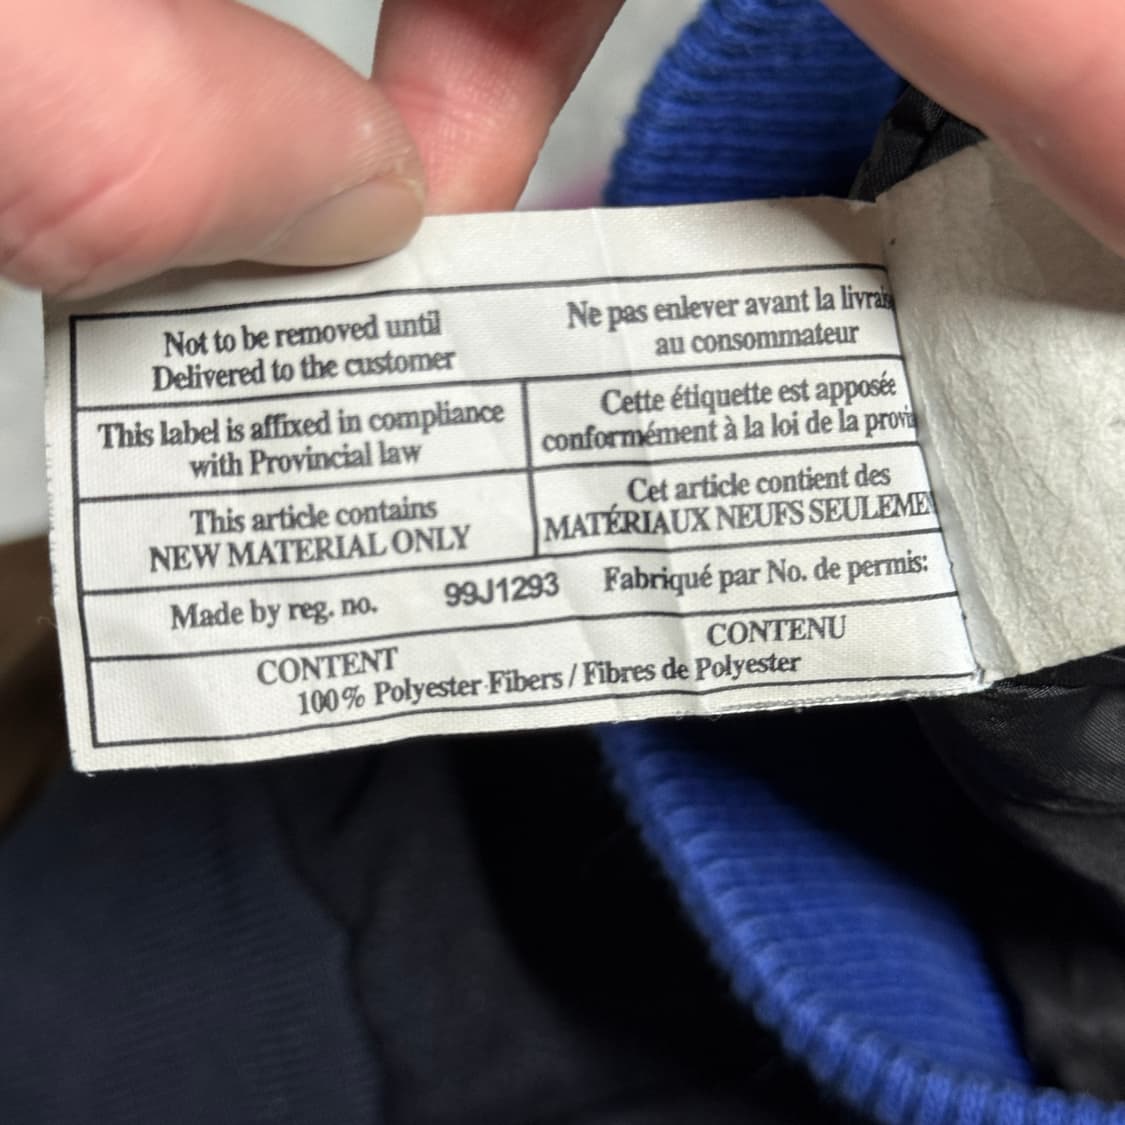 Not to be removed until
Delivered to the customer
Ne pas enlever avant la livrais
au consommateur
This label is affixed in compliance
with Provincial law
Cette étiquette est apposée
conformément à la loi de la provi
This article contains
NEW MATERIAL ONLY
Cet article contient des
MATÉRIAUX NEUFS SEULEME
Made by reg. no. 99J1293 Fabriqué par No. de permis:
CONTENT CONTENU
100% Polyester Fibers / Fibres de Polyester